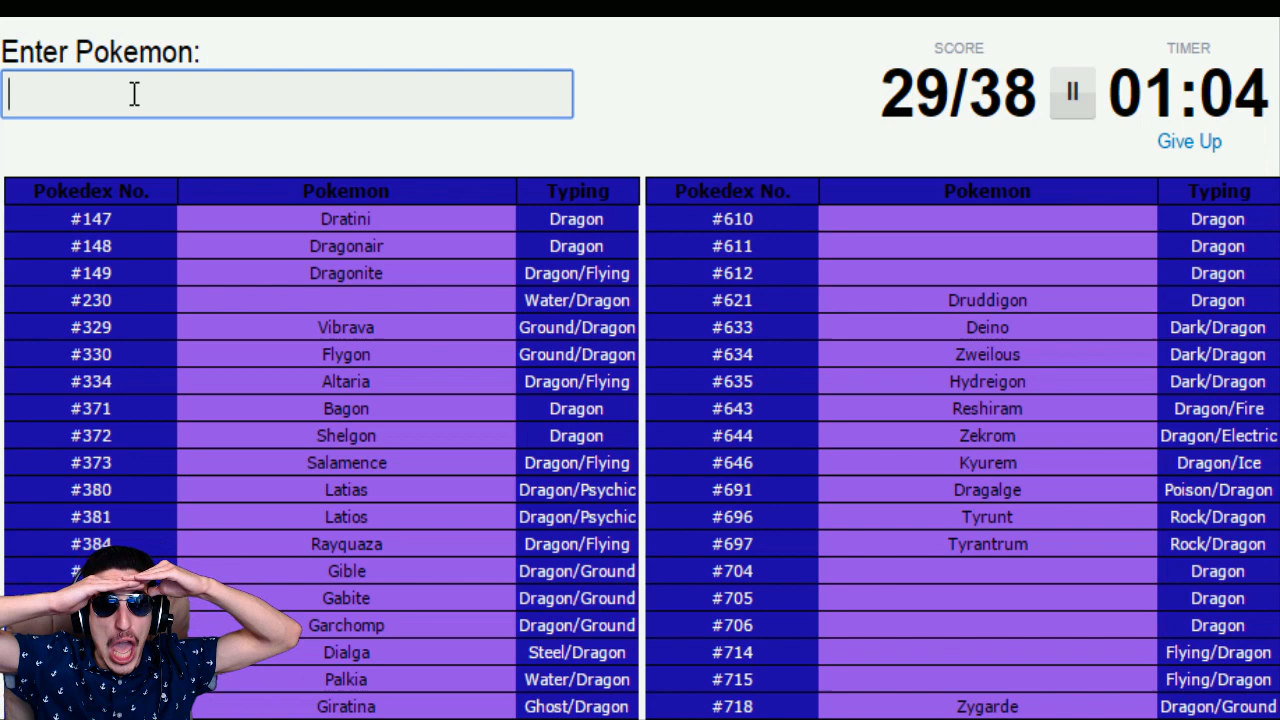 Enter Pokemon:
SCORE TIMER
29/38 II 01:04
Give Up
Pokedex No. Pokemon Typing Pokedex No. Pokemon Typing
#147 Dratini Dragon #610 Dragon
#148 Dragonair Dragon #611 Dragon
#149 Dragonite Dragon/Flying #612 Dragon
#230 Water/Dragon #621 Druddigon Dragon
#329 Vibrava Ground/Dragon #633 Deino Dark/Dragon
#330 Flygon Ground/Dragon #634 Zweilous Dark/Dragon
#334 Altaria Dragon/Flying #635 Hydreigon Dark/Dragon
#371 Bagon Dragon #643 Reshiram Dragon/Fire
#372 Shelgon Dragon #644 Zekrom Dragon/Electric
#373 Salamence Dragon/Flying #646 Kyurem Dragon/Ice
#380 Latias Dragon/Psychic #691 Dragalge Poison/Dragon
#381 Latios Dragon/Psychic #696 Tyrunt Rock/Dragon
#384 Rayquaza Dragon/Flying #697 Tyrantrum Rock/Dragon
Gible Dragon/Ground #704 Dragon
Gabite Dragon/Ground #705 Dragon
Garchomp Dragon/Ground #706 Dragon
Dialga Steel/Dragon #714 Flying/Dragon
Palkia Water/Dragon #715 Flying/Dragon
Giratina Ghost/Dragon #718 Zygarde Dragon/Ground